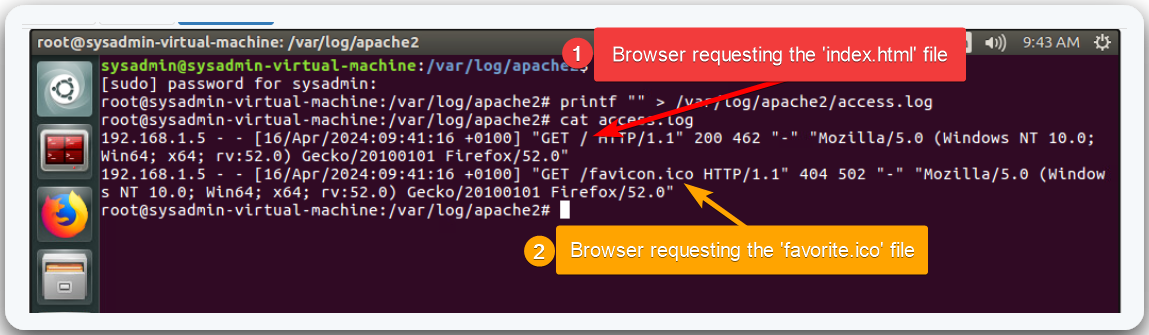 root@sysadmin-virtual-machine: /var/log/apache2
9:43 AM
1
Browser requesting the 'index.html' file
sysadmin@sysadmin-virtual-machine:/var/log/apache2$
[sudo] password for sysadmin:
root@sysadmin-virtual-machine:/var/log/apache2# printf "" > /var/log/apache2/access.log
root@sysadmin-virtual-machine:/var/log/apache2# cat access.log
192.168.1.5 - - [16/Apr/2024:09:41:16 +0100] "GET / HTTP/1.1" 200 462 "-" "Mozilla/5.0 (Windows NT 10.0;
Win64; x64; rv:52.0) Gecko/20100101 Firefox/52.0"
192.168.1.5 - - [16/Apr/2024:09:41:16 +0100] "GET /favicon.ico HTTP/1.1" 404 502 "-" "Mozilla/5.0 (Window
s NT 10.0; Win64; x64; rv:52.0) Gecko/20100101 Firefox/52.0"
root@sysadmin-virtual-machine:/var/log/apache2#
2
Browser requesting the 'favorite.ico' file